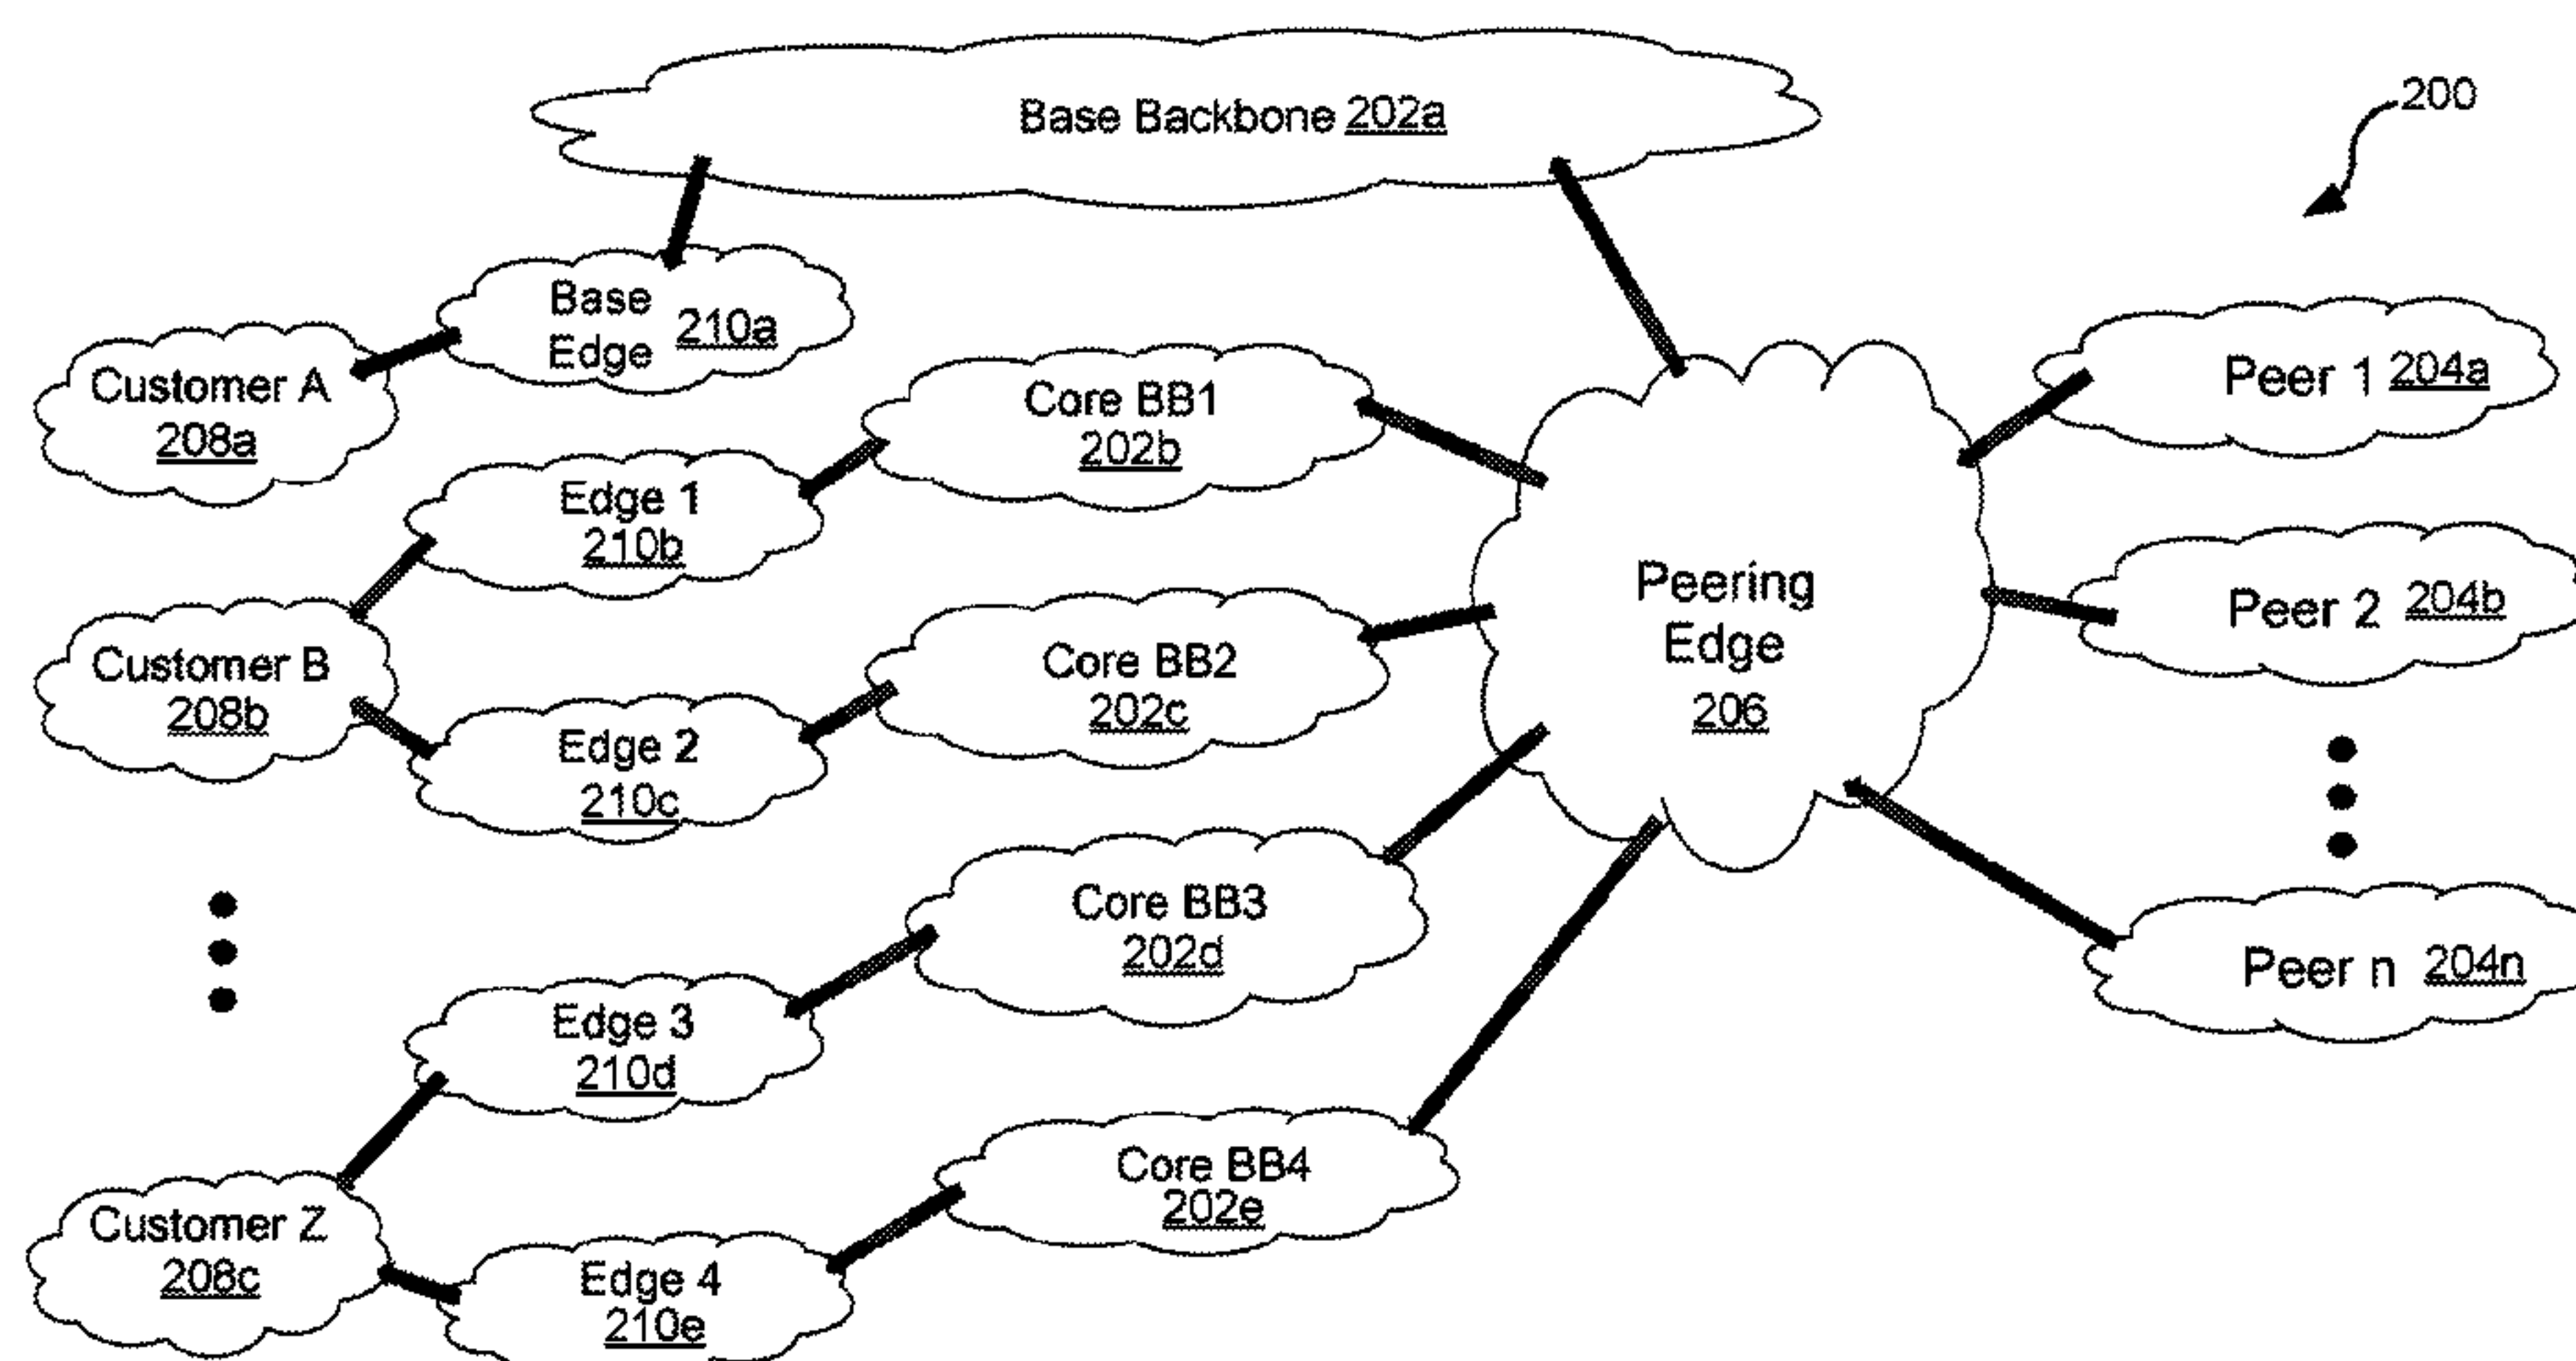 Base Backbone 202a
200
Base
Edge
210a
Customer A
208a
Core BB1
202b
Peer 1 204a
Edge 1
210b
Peering
Edge
206
Peer 2 204b
Customer B
208b
Core BB2
202c
Edge 2
210c
Core BB3
202d
Peer n 204n
Edge 3
210d
Core BB4
202e
Customer Z
208c
Edge 4
210e